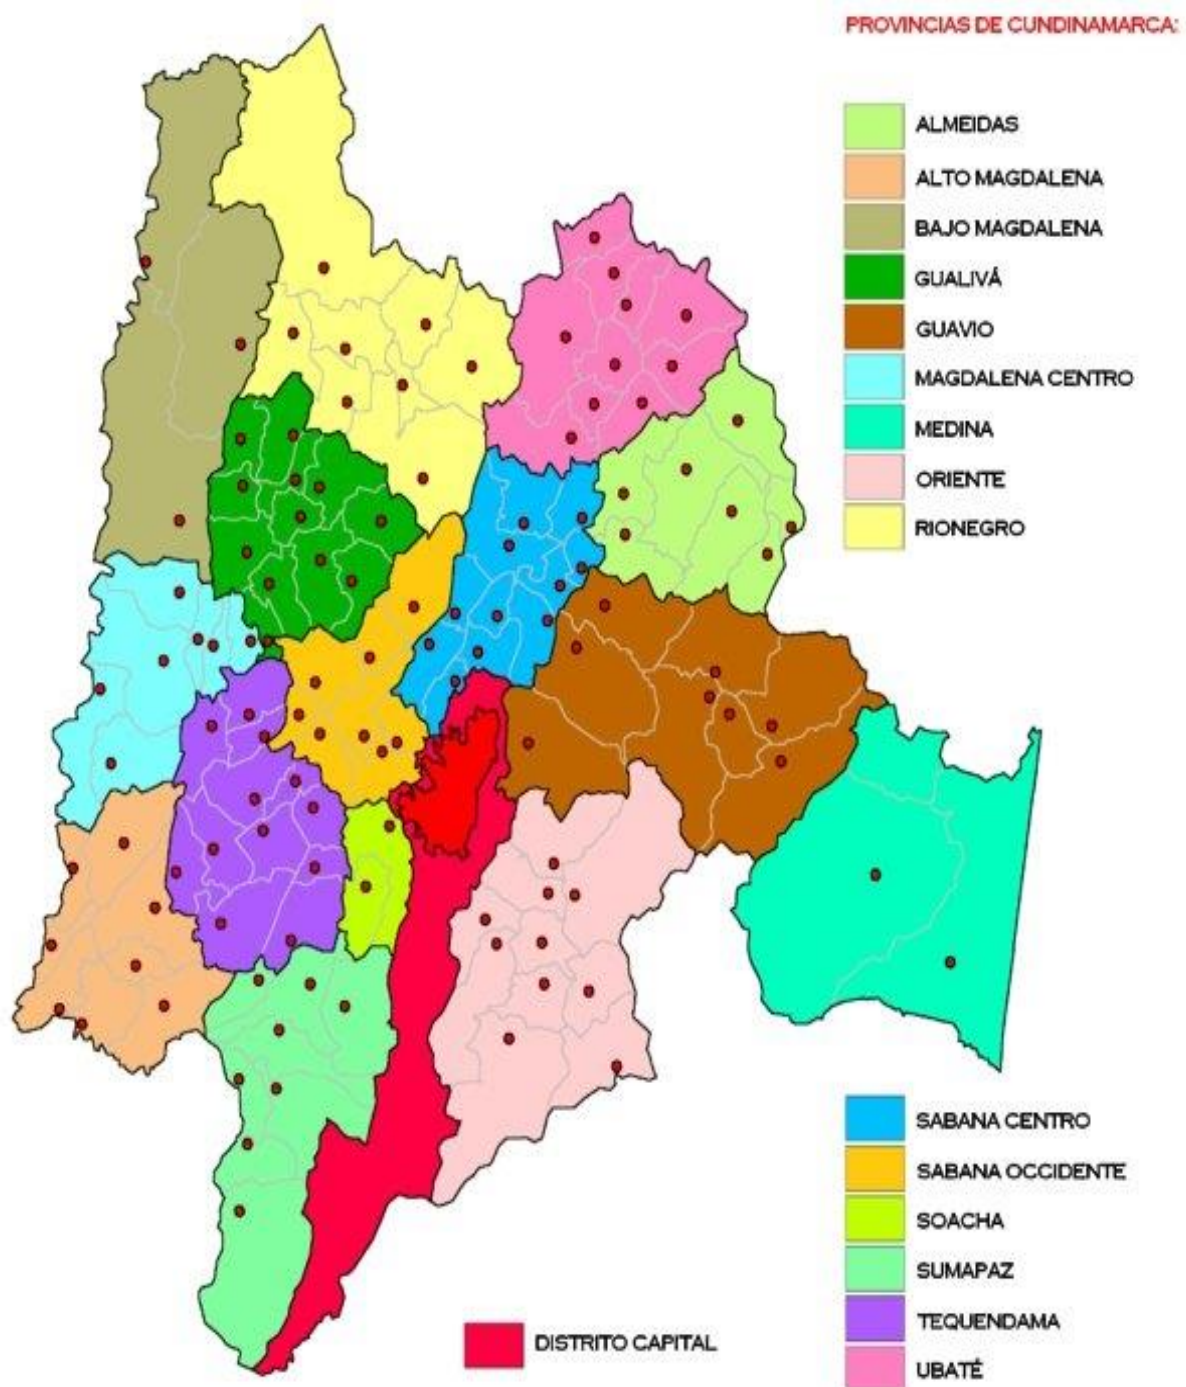 PROVINCIAS DE CUNDINAMARCA:
ALMEIDAS
ALTO MAGDALENA
BAJO MAGDALENA
GUALIVÁ
GUAVIO
MAGDALENA CENTRO
MEDINA
ORIENTE
RIONEGRO
SABANA CENTRO
SABANA OCCIDENTE
SOACHA
SUMAPAZ
TEQUENDAMA
UBATÉ
DISTRITO CAPITAL